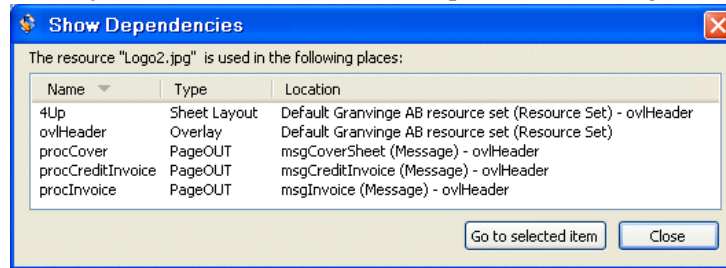 Show Dependencies
The resource "Logo2.jpg" is used in the following places:
Name Type Location
4Up Sheet Layout Default Granvinge AB resource set (Resource Set) - ovlHeader
ovlHeader Overlay Default Granvinge AB resource set (Resource Set)
procCover PageOUT msgCoverSheet (Message) - ovlHeader
procCreditInvoice PageOUT msgCreditInvoice (Message) - ovlHeader
procInvoice PageOUT msgInvoice (Message) - ovlHeader
Go to selected item Close